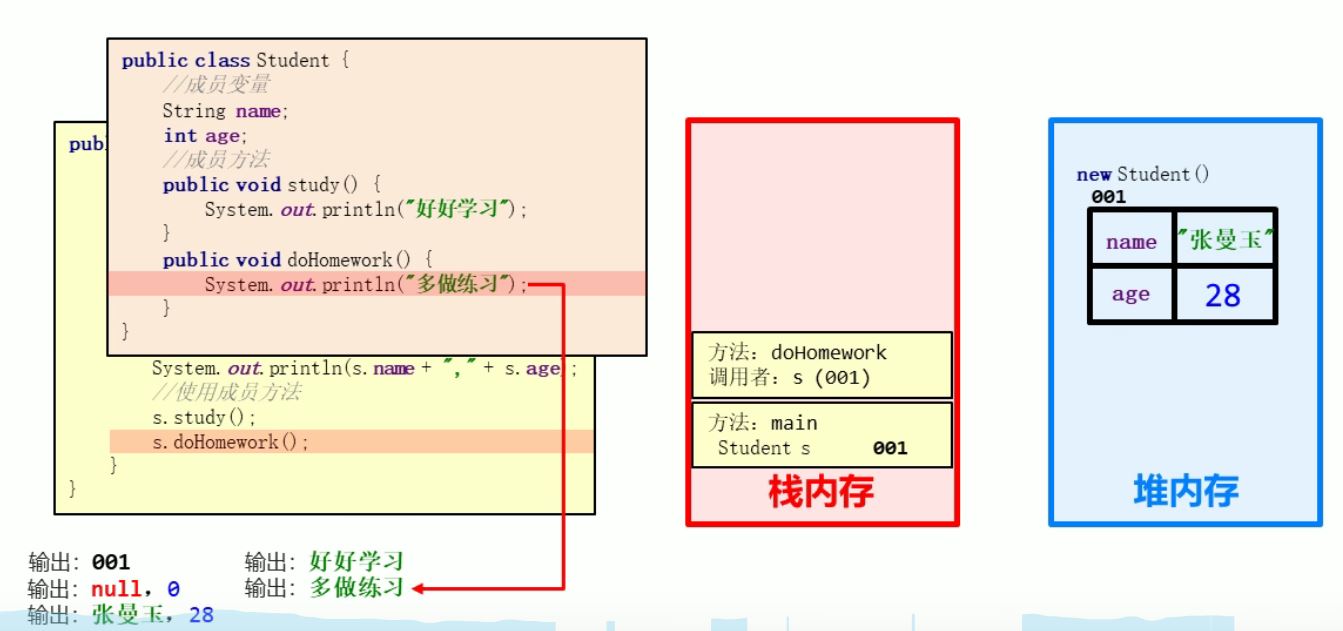 public class Student {
//成员变量
String name;
int age;
//成员方法
public void study() {
System.out.println("好好学习");
}
public void doHomework() {
System.out.println("多做练习");
}
}
publ
System.out.println(s.name + "," + s.age);
//使用成员方法
s.study();
s.doHomework();
}
}
输出：001
输出：null，0
输出：张曼玉，28
输出：好好学习
输出：多做练习
方法：doHomework
调用者：s (001)
方法：main
Student s 001
栈内存
new Student()
001
name "张曼玉"
age 28
堆内存